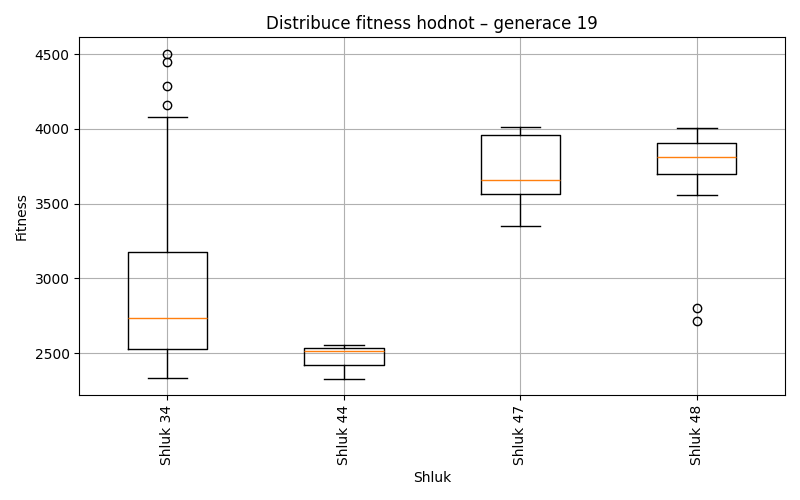 Distribuce fitness hodnot – generace 19
Fitness
4500
4000
3500
3000
2500
Shluk 34
Shluk 44
Shluk 47
Shluk 48
Shluk